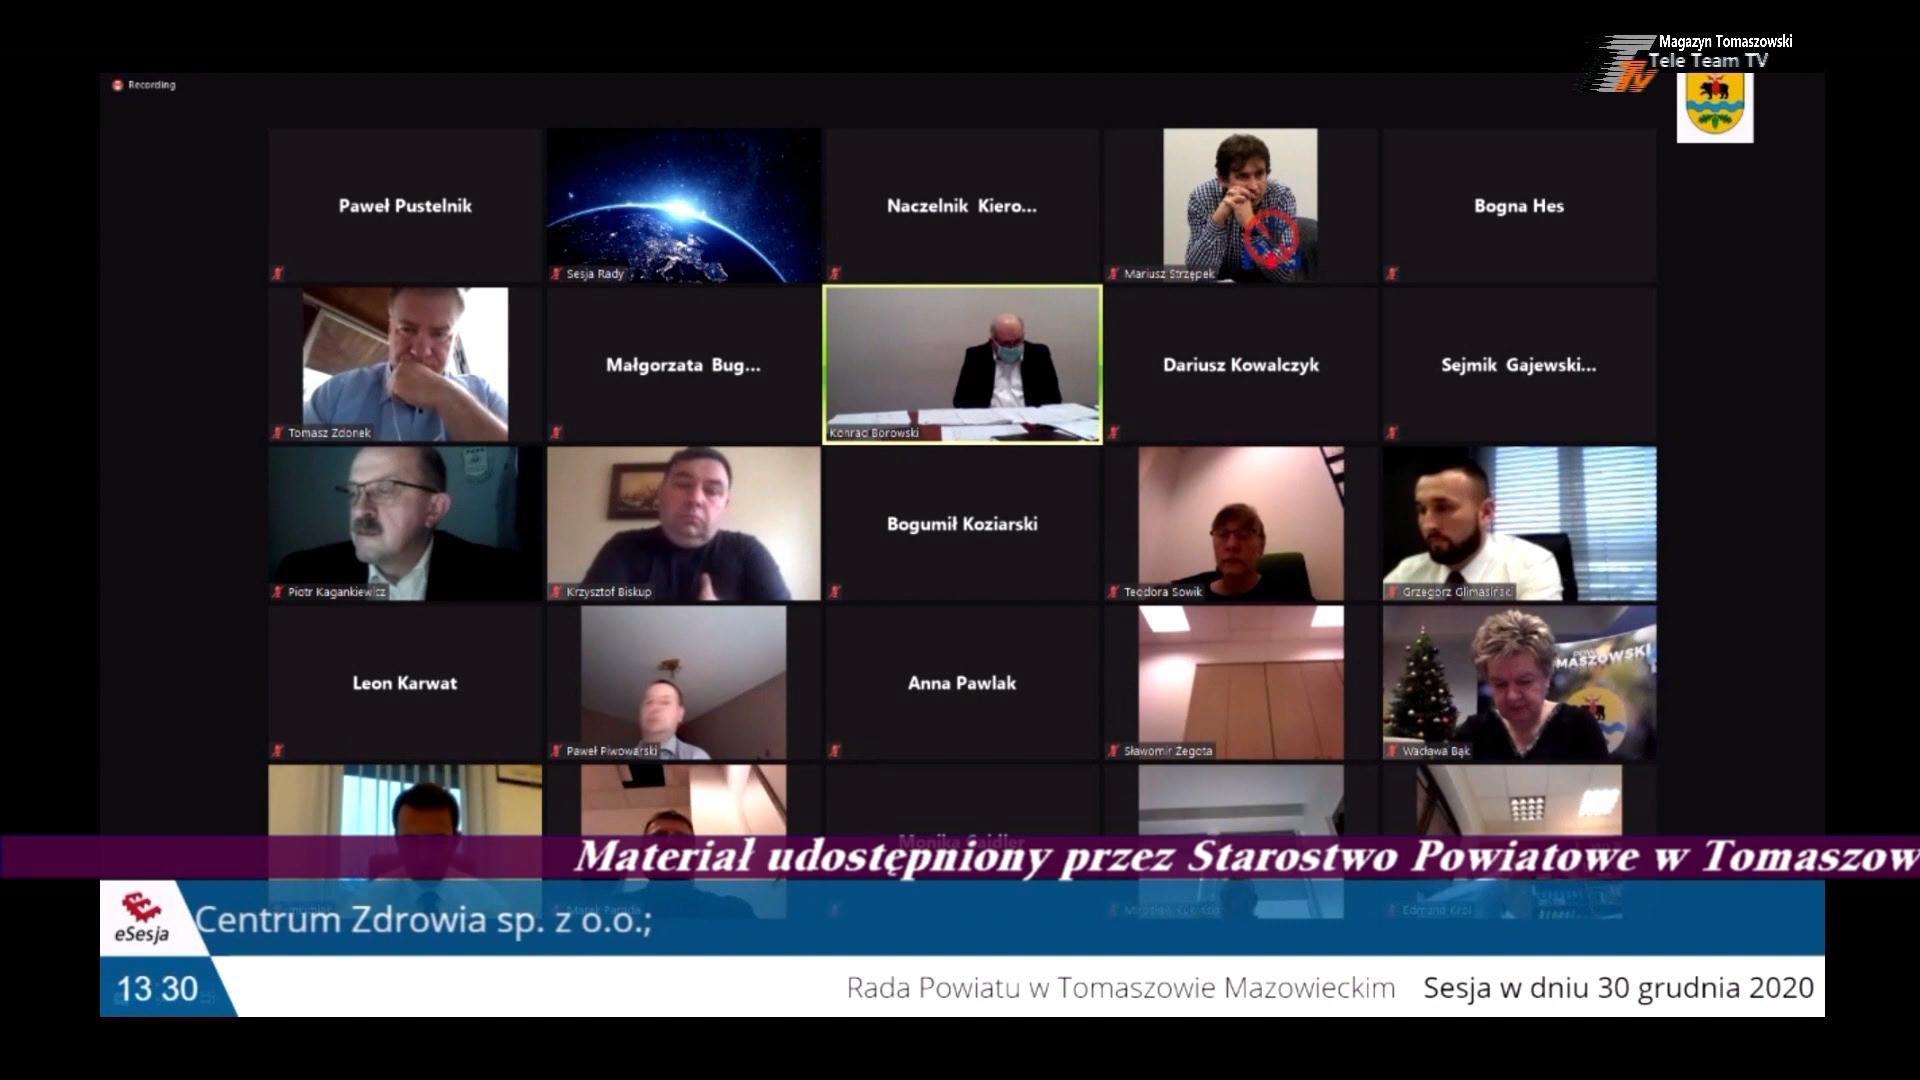 Magazyn Tomaszowski
Tele Team TV
Recording
Paweł Pustelnik
Sesja Rady
Naczelnik Kiero...
Mariusz Strzępek
Bogna Hes
Tomasz Zdonek
Małgorzata Bug...
Konrad Borowski
Dariusz Kowalczyk
Sejmik Gajewski...
Piotr Kagankiewicz
Krzysztof Biskup
Bogumił Koziarski
Teodora Sowik
Grzegorz Glimasiński
Leon Karwat
Paweł Piwowarski
Anna Pawlak
Sławomir Żegota
Wacława Bąk
MASZOWSKI
Materiał udostępniony przez Starostwo Powiatowe w Tomaszow
Edmund Król
eSesja
Centrum Zdrowia sp. z o.o.;
13:30
Rada Powiatu w Tomaszowie Mazowieckim Sesja w dniu 30 grudnia 2020